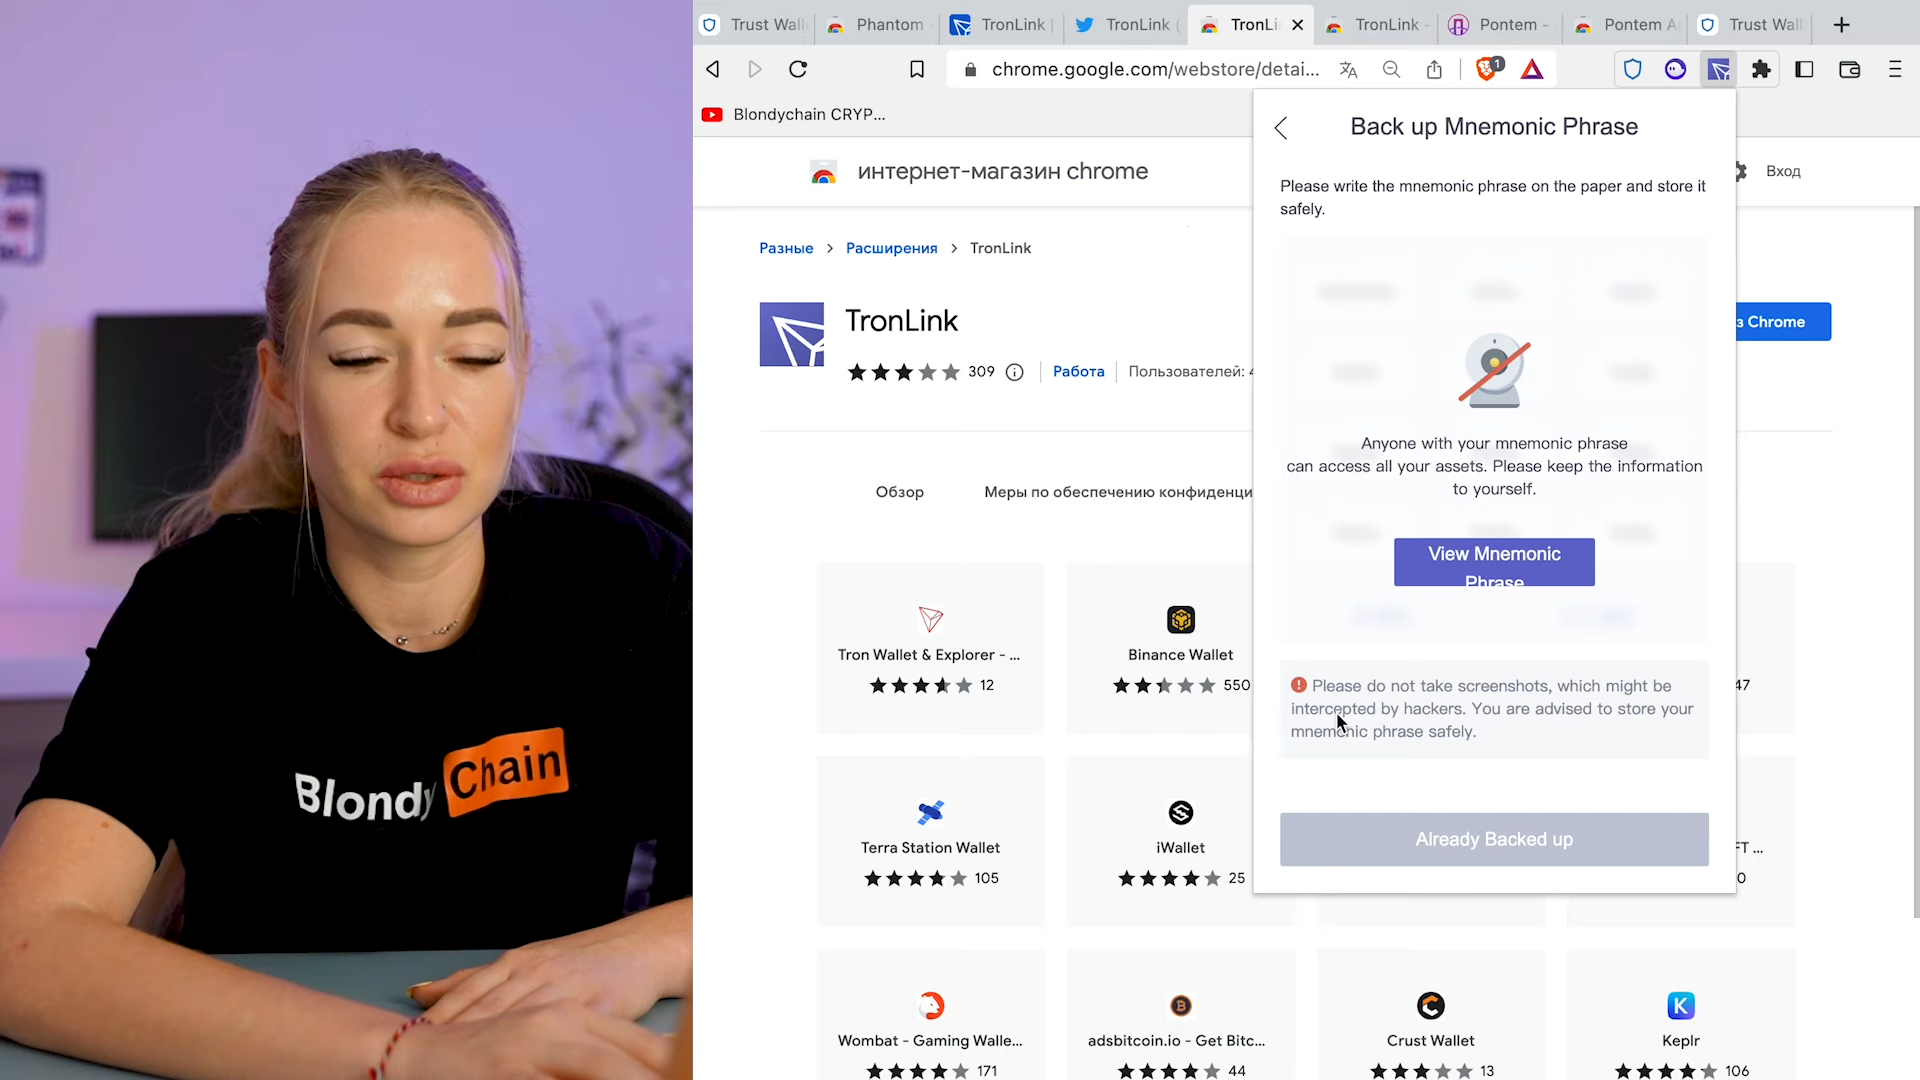 Trust Wall
Phantom -
TronLink |
TronLink (
TronLi
TronLink -
Pontem -
Pontem A
Trust Wall
chrome.google.com/webstore/detai...
1
Blondychain CRYP...
интернет-магазин chrome
Вход
Разные > Расширения > TronLink
TronLink
з Chrome
309
Работа
Пользователей: 4
Обзор
Меры по обеспечению конфиденци
Tron Wallet & Explorer - ...
12
Binance Wallet
550
47
Terra Station Wallet
105
iWallet
25
FT ...
0
Wombat - Gaming Walle...
171
adsbitcoin.io - Get Bitc...
44
Crust Wallet
13
Keplr
106
Back up Mnemonic Phrase
Please write the mnemonic phrase on the paper and store it
safely.
Anyone with your mnemonic phrase
can access all your assets. Please keep the information
to yourself.
View Mnemonic
Phrase
Please do not take screenshots, which might be
intercepted by hackers. You are advised to store your
mnemonic phrase safely.
Already Backed up
Blondy Chain